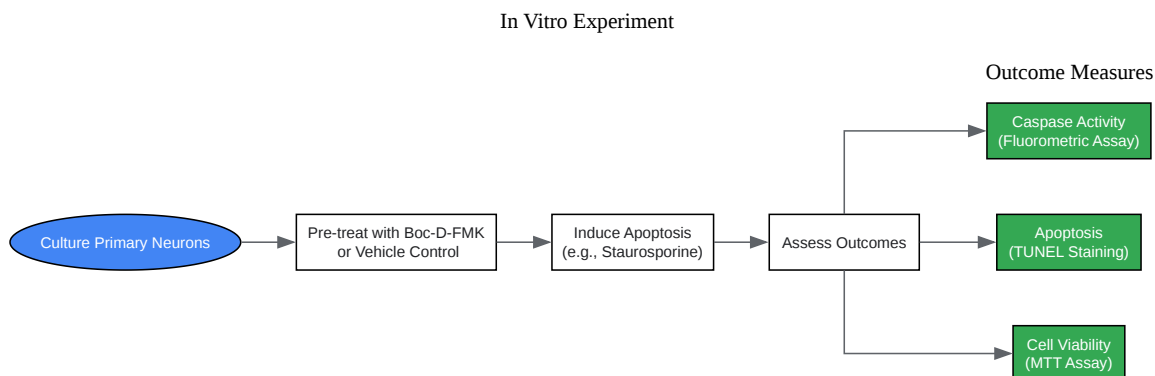 In Vitro Experiment
Outcome Measures
Culture Primary Neurons
Pre-treat with Boc-D-FMK
or Vehicle Control
Induce Apoptosis
(e.g., Staurosporine)
Assess Outcomes
Caspase Activity
(Fluorometric Assay)
Apoptosis
(TUNEL Staining)
Cell Viability
(MTT Assay)